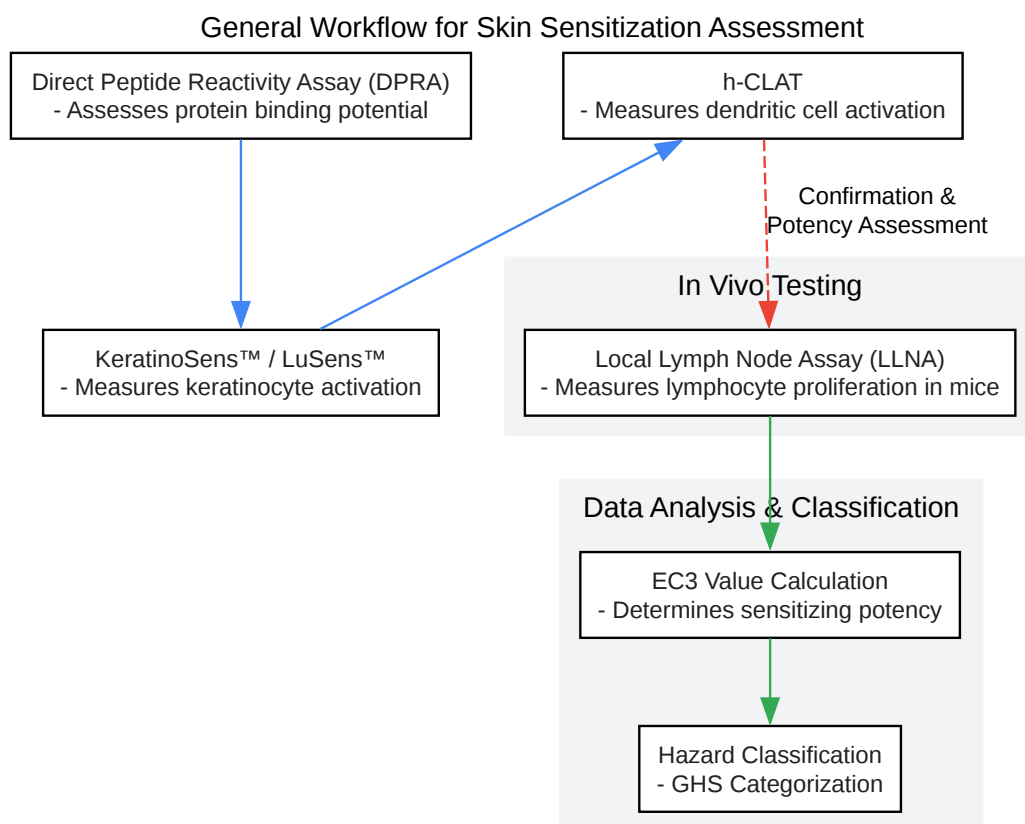 General Workflow for Skin Sensitization Assessment
Direct Peptide Reactivity Assay (DPRA)
- Assesses protein binding potential
h-CLAT
- Measures dendritic cell activation
Confirmation &
Potency Assessment
In Vivo Testing
KeratinoSens™ / LuSens™
- Measures keratinocyte activation
Local Lymph Node Assay (LLNA)
- Measures lymphocyte proliferation in mice
Data Analysis & Classification
EC3 Value Calculation
- Determines sensitizing potency
Hazard Classification
- GHS Categorization